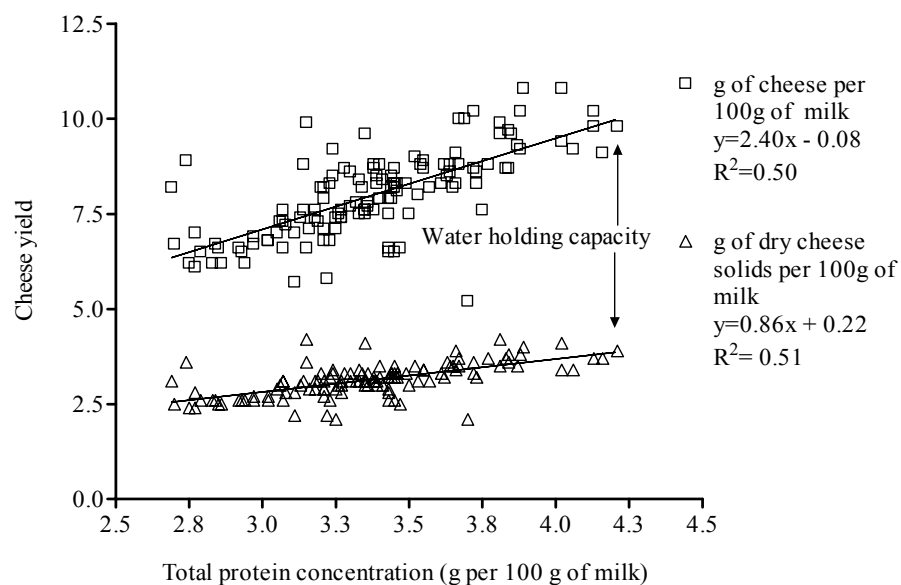 12.5
10.0
7.5
5.0
2.5
0.0
Cheese yield
Water holding capacity
g of cheese per
100g of milk
y=2.40x - 0.08
R²=0.50
g of dry cheese
solids per 100g of
milk
y=0.86x + 0.22
R²= 0.51
2.5 2.8 3.0 3.3 3.5 3.8 4.0 4.3 4.5
Total protein concentration (g per 100 g of milk)